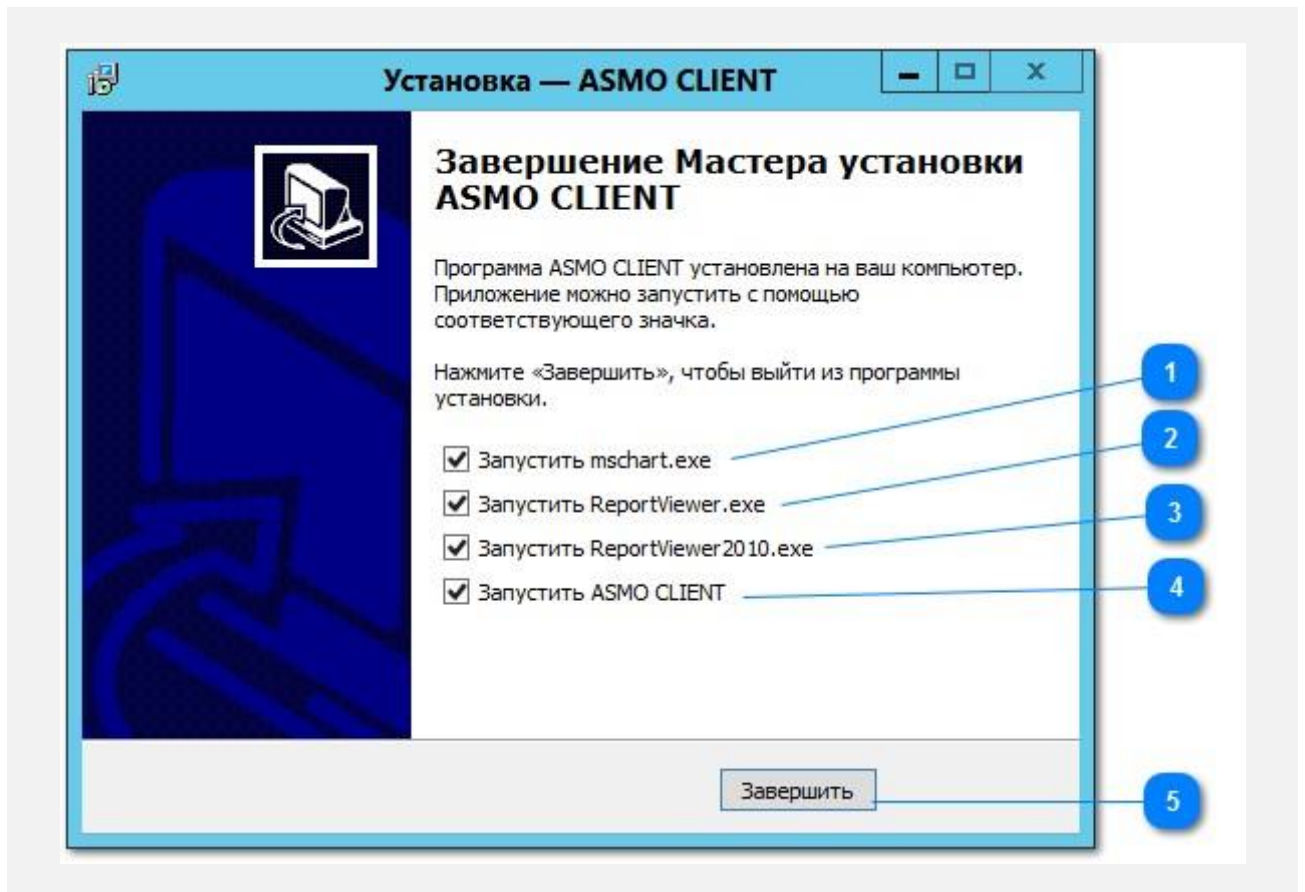 Установка — ASMO CLIENT
Завершение Мастера установки
ASMO CLIENT
Программа ASMO CLIENT установлена на ваш компьютер.
Приложение можно запустить с помощью
соответствующего значка.
Нажмите «Завершить», чтобы выйти из программы
установки.
1
2
Запустить mschart.exe
Запустить ReportViewer.exe
3
Запустить ReportViewer2010.exe
4
Запустить ASMO CLIENT
Завершить
5